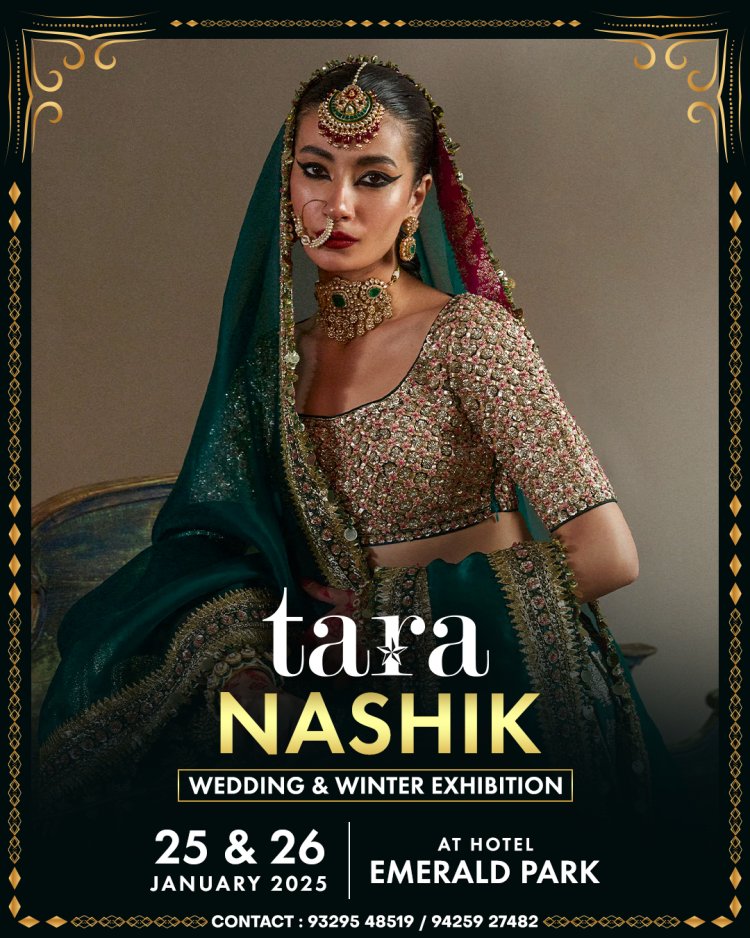 tara
NASHIK
WEDDING & WINTER EXHIBITION
25 & 26
JANUARY 2025
AT HOTEL
EMERALD PARK
CONTACT : 93295 48519 / 94259 27482